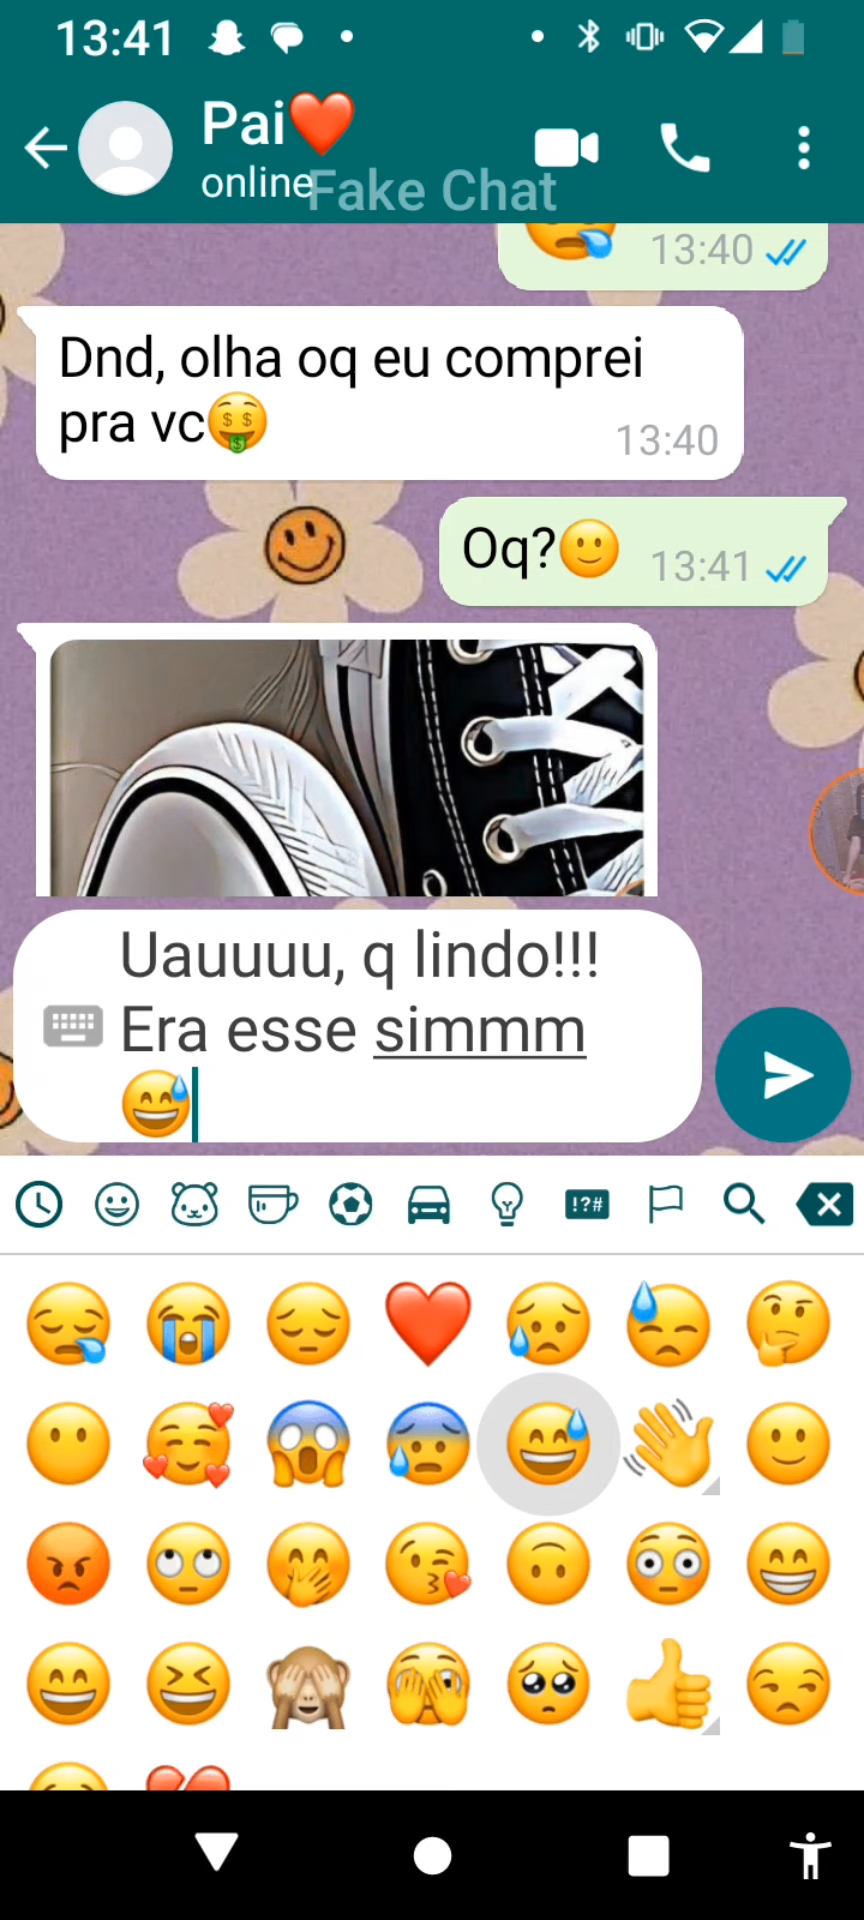 13:41
Pai❤️
online
Fake Chat
13:40
Dnd, olha oq eu comprei
pra vc🤑
13:40
Oq?🙂
13:41
Uauuuu, q lindo!!!
Era esse simmm
😅
!?#